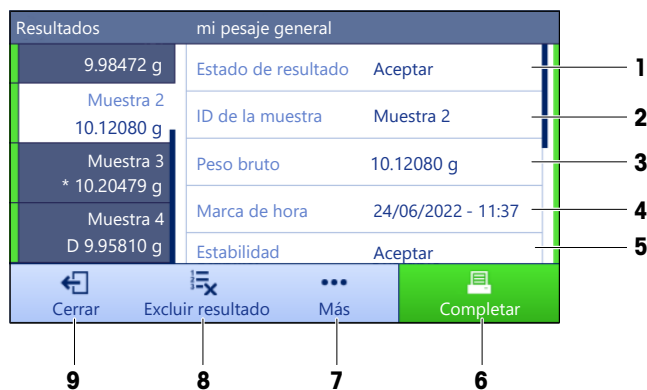 Resultados
mi pesaje general
9.98472 g
Muestra 2
10.12080 g
Muestra 3
* 10.20479 g
Muestra 4
D 9.95810 g
Estado de resultado Aceptar
ID de la muestra Muestra 2
Peso bruto 10.12080 g
Marca de hora 24/06/2022 - 11:37
Estabilidad Aceptar
1
2
3
4
5
Cerrar
Excluir resultado
Más
Completar
9
8
7
6